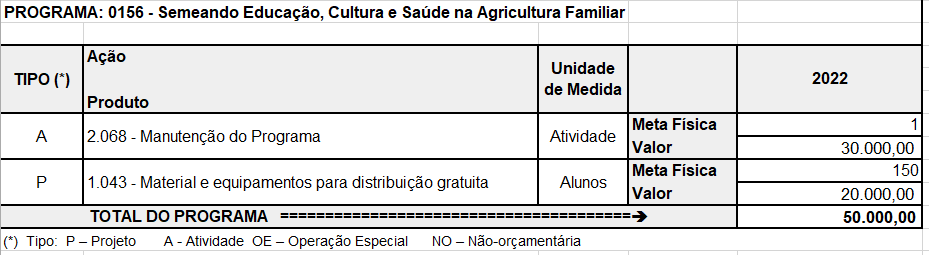 PROGRAMA: 0156 - Semeando Educação, Cultura e Saúde na Agricultura Familiar
TIPO (*) Ação Produto Unidade de Medida 2022
A 2.068 - Manutenção do Programa Atividade Meta Física 1
Valor 30.000,00
P 1.043 - Material e equipamentos para distribuição gratuita Alunos Meta Física 150
Valor 20.000,00
TOTAL DO PROGRAMA =======================================➔ 50.000,00
(*) Tipo: P – Projeto A - Atividade OE – Operação Especial NO – Não-orçamentária